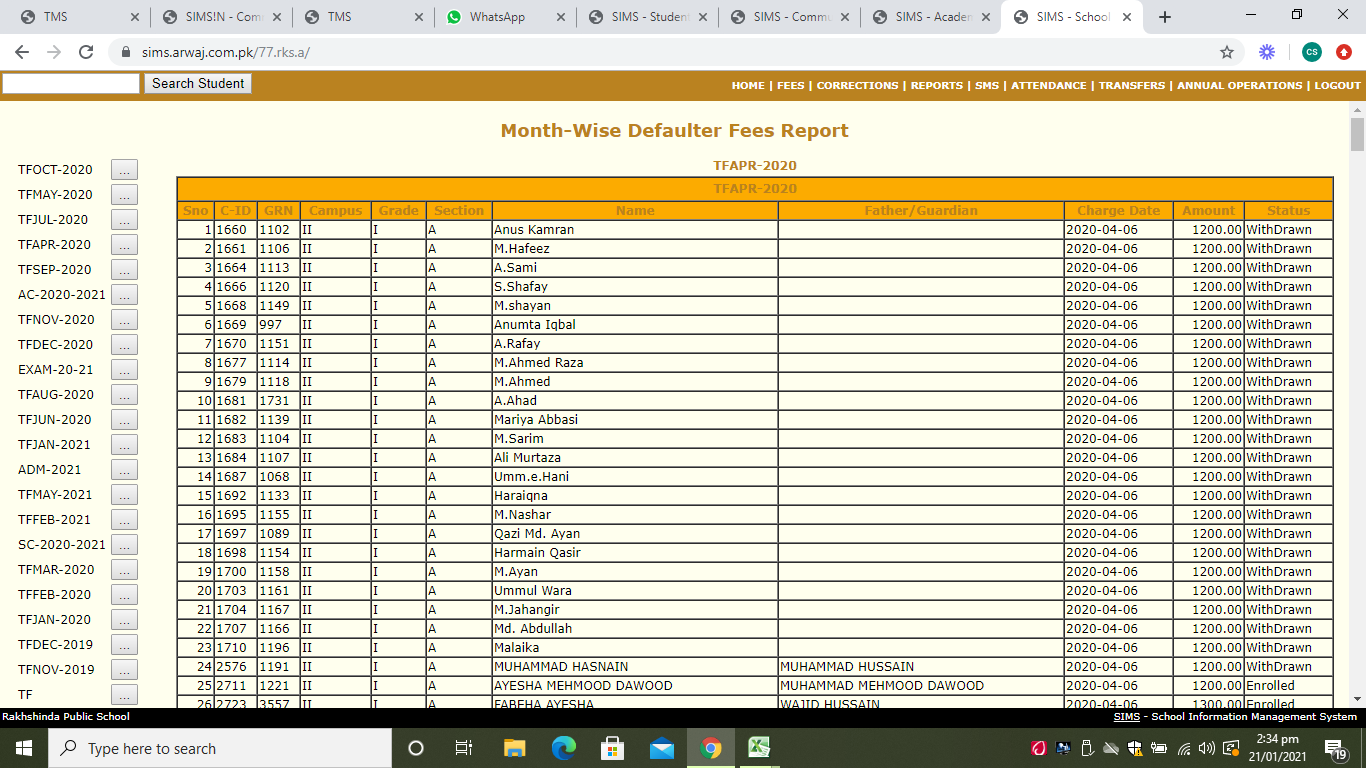 TMS SIMS!N - Com TMS WhatsApp SIMS - Studen SIMS - Commu SIMS - Academ SIMS - School
sims.arwaj.com.pk/77.rks.a/ CS
Search Student HOME | FEES | CORRECTIONS | REPORTS | SMS | ATTENDANCE | TRANSFERS | ANNUAL OPERATIONS | LOGOUT
Month-Wise Defaulter Fees Report
TFOCT-2020 ...
TFMAY-2020 ...
TFJUL-2020 ...
TFAPR-2020 ...
TFSEP-2020 ...
AC-2020-2021 ...
TFNOV-2020 ...
TFDEC-2020 ...
EXAM-20-21 ...
TFAUG-2020 ...
TFJUN-2020 ...
TFJAN-2021 ...
ADM-2021 ...
TFMAY-2021 ...
TFFEB-2021 ...
SC-2020-2021 ...
TFMAR-2020 ...
TFFEB-2020 ...
TFJAN-2020 ...
TFDEC-2019 ...
TFNOV-2019 ...
TF ...
TFAPR-2020
TFAPR-2020
Sno C-ID GRN Campus Grade Section Name Father/Guardian Charge Date Amount Status
1 1660 1102 II I A Anus Kamran 2020-04-06 1200.00 WithDrawn
2 1661 1106 II I A M.Hafeez 2020-04-06 1200.00 WithDrawn
3 1664 1113 II I A A.Sami 2020-04-06 1200.00 WithDrawn
4 1666 1120 II I A S.Shafay 2020-04-06 1200.00 WithDrawn
5 1668 1149 II I A M.shayan 2020-04-06 1200.00 WithDrawn
6 1669 997 II I A Anumta Iqbal 2020-04-06 1200.00 WithDrawn
7 1670 1151 II I A A.Rafay 2020-04-06 1200.00 WithDrawn
8 1677 1114 II I A M.Ahmed Raza 2020-04-06 1200.00 WithDrawn
9 1679 1118 II I A M.Ahmed 2020-04-06 1200.00 WithDrawn
10 1681 1731 II I A A.Ahad 2020-04-06 1200.00 WithDrawn
11 1682 1139 II I A Mariya Abbasi 2020-04-06 1200.00 WithDrawn
12 1683 1104 II I A M.Sarim 2020-04-06 1200.00 WithDrawn
13 1684 1107 II I A Ali Murtaza 2020-04-06 1200.00 WithDrawn
14 1687 1068 II I A Umm.e.Hani 2020-04-06 1200.00 WithDrawn
15 1692 1133 II I A Haraiqna 2020-04-06 1200.00 WithDrawn
16 1695 1155 II I A M.Nashar 2020-04-06 1200.00 WithDrawn
17 1697 1089 II I A Qazi Md. Ayan 2020-04-06 1200.00 WithDrawn
18 1698 1154 II I A Harmain Qasir 2020-04-06 1200.00 WithDrawn
19 1700 1158 II I A M.Ayan 2020-04-06 1200.00 WithDrawn
20 1703 1161 II I A Ummul Wara 2020-04-06 1200.00 WithDrawn
21 1704 1167 II I A M.Jahangir 2020-04-06 1200.00 WithDrawn
22 1707 1166 II I A Md. Abdullah 2020-04-06 1200.00 WithDrawn
23 1710 1196 II I A Malaika 2020-04-06 1200.00 WithDrawn
24 2576 1191 II I A MUHAMMAD HASNAIN MUHAMMAD HUSSAIN 2020-04-06 1200.00 WithDrawn
25 2711 1221 II I A AYESHA MEHMOOD DAWOOD MUHAMMAD MEHMOOD DAWOOD 2020-04-06 1200.00 Enrolled
26 2723 3557 II I A FABEHA AYESHA WAJID HUSSAIN 2020-04-06 1300.00 Enrolled
Rakhshinda Public School SIMS - School Information Management System
Type here to search
2:34 pm
21/01/2021
19